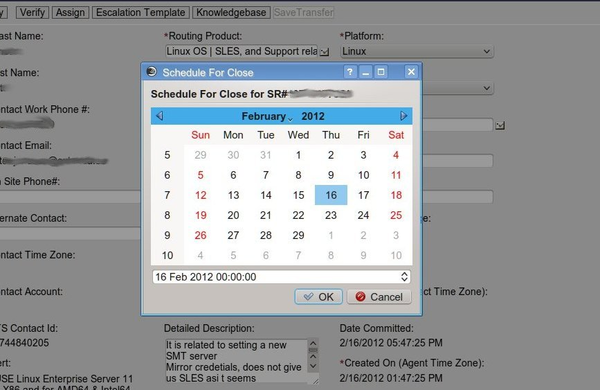 y Verify Assign Escalation Template Knowledgebase SaveTransfer
ast Name: *Routing Product: *Platform:
Linux OS | SLES, and Support rela Linux
st Name:
Schedule For Close
Schedule For Close for SR#
February 2012
Sun Mon Tue Wed Thu Fri Sat
5 29 30 31 1 2 3 4
6 5 6 7 8 9 10 11
7 12 13 14 15 16 17 18
8 19 20 21 22 23 24 25
9 26 27 28 29 1 2 3
10 4 5 6 7 8 9 10
16 Feb 2012 00:00:00
OK Cancel
ontact Work Phone #:
ontact Email:
n Site Phone#:
ternate Contact: ge:
ontact Time Zone:
ontact Account: ct Time Zone):
TS Contact Id: Detailed Description: Date Committed:
744840205 It is related to setting a new 2/16/2012 05:47:25 PM
SMT server
ert: Mirror credetials, does not give *Created On (Agent Time Zone):
USE Linux Enterprise Server 11 us SLES asi t seems 2/16/2012 01:47:25 PM
X86 and for AMD64 & Intel64